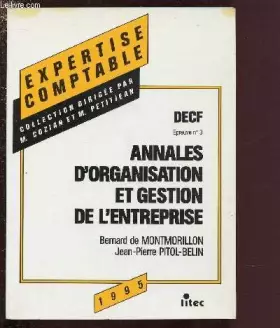 EXPERTISE
COMPTABLE
COLLECTION DIRIGÉE PAR
M. COZIAN ET M. PETITJEAN
DECF
Epreuve n° 3
ANNALES
D'ORGANISATION
ET GESTION
DE L'ENTREPRISE
Bernard de MONTMORILLON
Jean-Pierre PITOL-BELIN
1995
litec